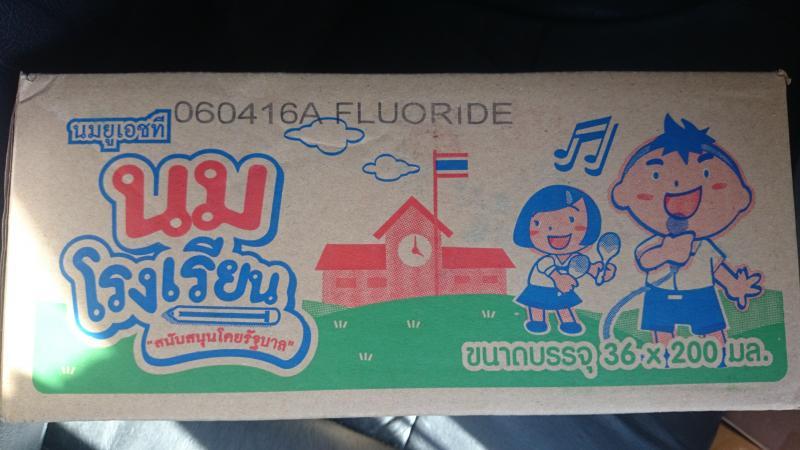 060416A FLUORIDE
นมยูเอชที
นม
โรงเรียน
"สนับสนุนโดยรัฐบาล"
ขนาดบรรจุ 36 x 200 มล.